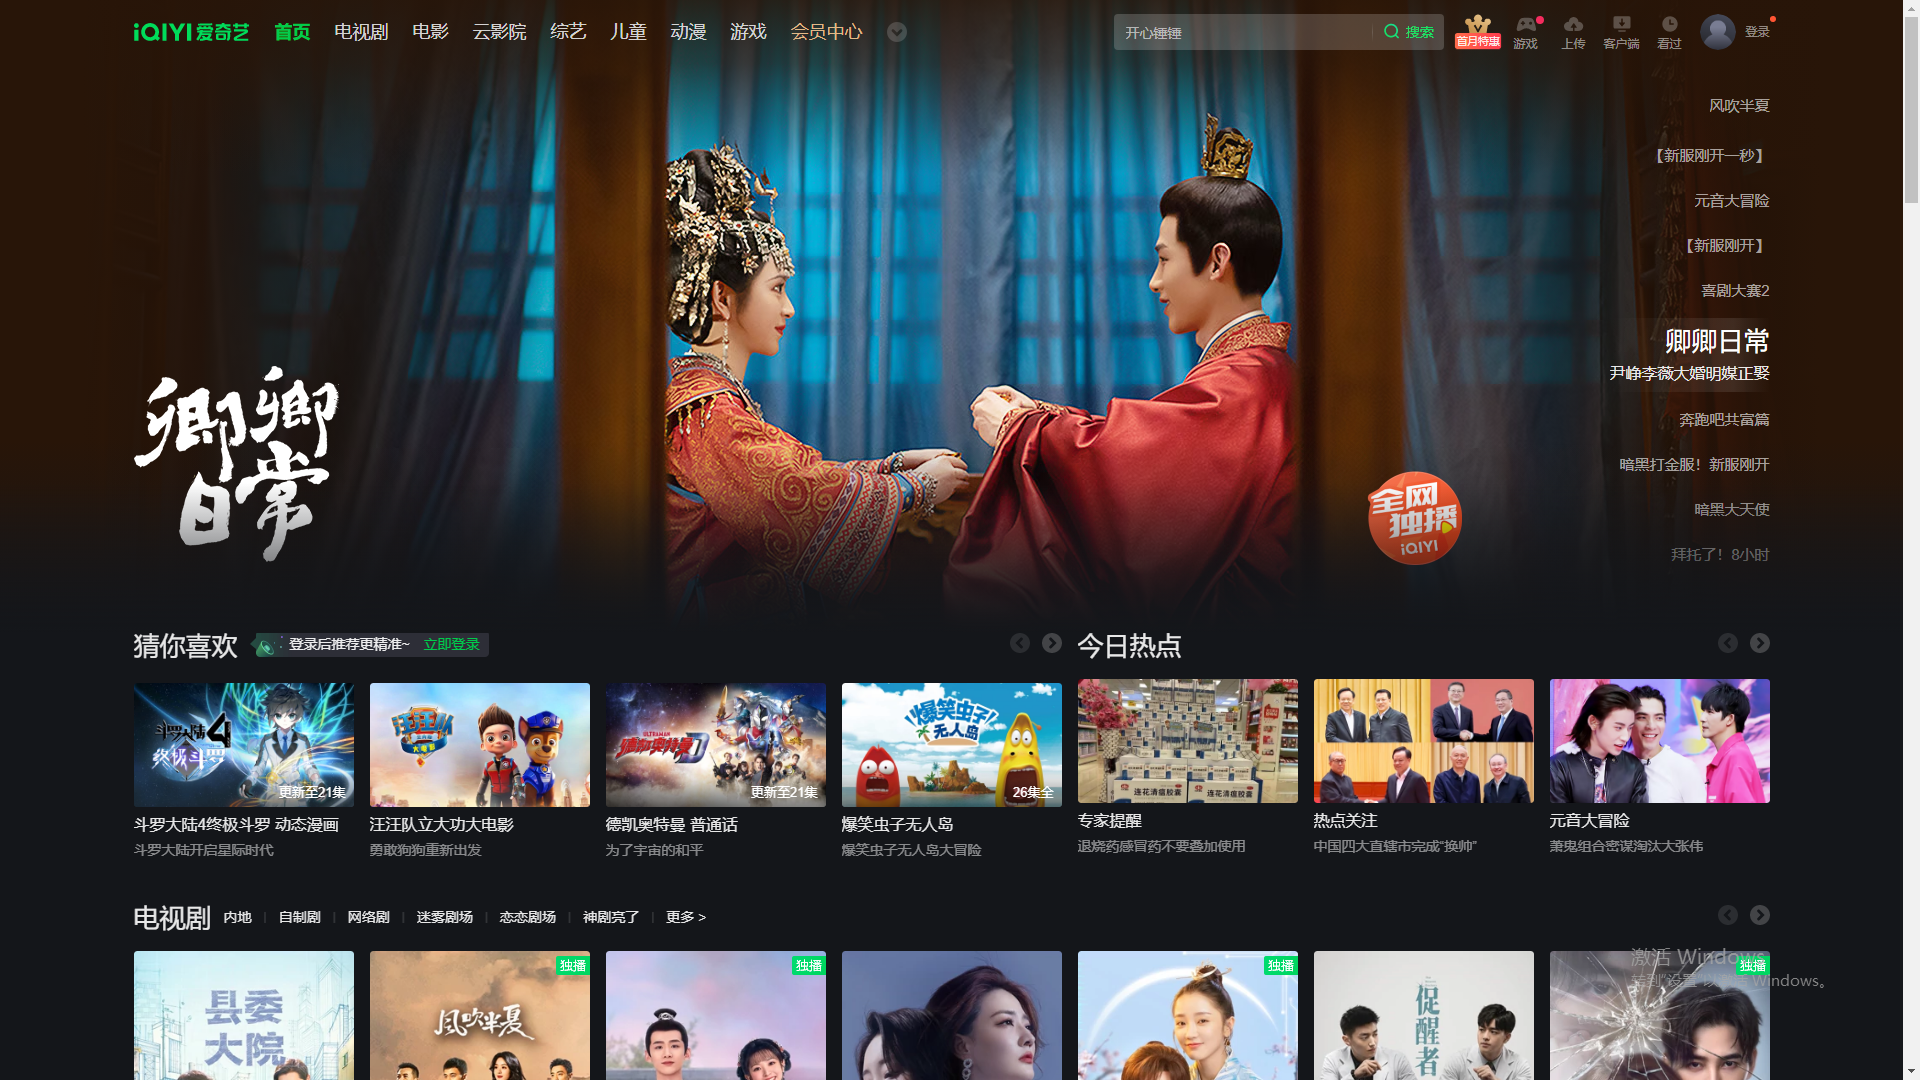 iQIYI 爱奇艺
首页
电视剧
电影
云影院
综艺
儿童
动漫
游戏
会员中心
开心锤锤
搜索
首月特惠
游戏
上传
客户端
看过
登录
风吹半夏
【新服刚开一秒】
元音大冒险
【新服刚开】
喜剧大赛2
卿卿日常
尹峥李薇大婚明媒正娶
奔跑吧共富篇
暗黑打金服！新服刚开
暗黑大天使
拜托了！8小时
卿卿
日常
全网
独播
iQIYI
猜你喜欢
登录后推荐更精准~
立即登录
今日热点
斗罗大陆4
终极斗罗
更新至21集
斗罗大陆4终极斗罗 动态漫画
斗罗大陆开启星际时代
汪汪队
大电影
汪汪队立大功大电影
勇敢狗狗重新出发
ULTRAMAN
德凯奥特曼
更新至21集
德凯奥特曼 普通话
为了宇宙的和平
爆笑虫子
无人岛
26集全
爆笑虫子无人岛
爆笑虫子无人岛大冒险
连花清瘟胶囊
连花清瘟胶囊
专家提醒
退烧药感冒药不要叠加使用
热点关注
中国四大直辖市完成“换帅”
元音大冒险
萧鬼组合密谋淘汰大张伟
电视剧
内地
自制剧
网络剧
迷雾剧场
恋恋剧场
神剧亮了
更多 >
县委
大院
独播
风吹半夏
独播
独播
促醒者
独播
激活 Windows
转到“设置”以激活 Windows。